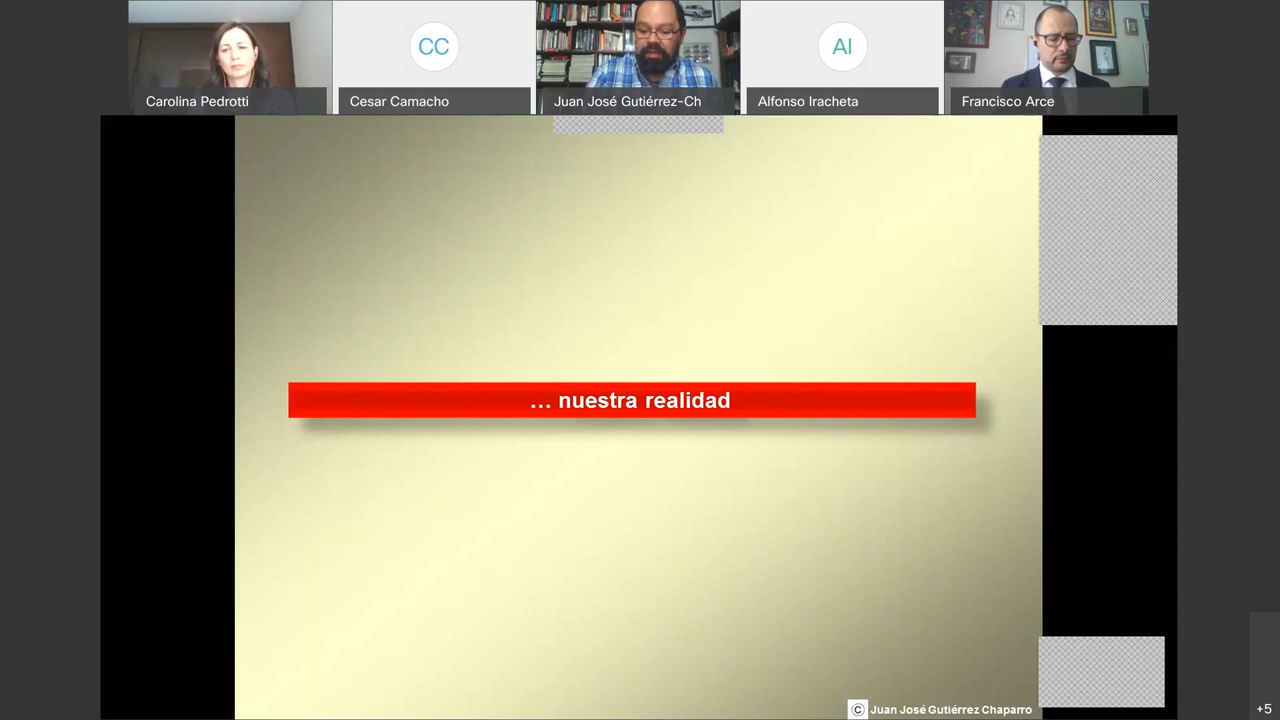 CC
AI
Carolina Pedrotti
Cesar Camacho
Juan José Gutiérrez-Ch
Alfonso Iracheta
Francisco Arce
… nuestra realidad
© Juan José Gutiérrez Chaparro
+5